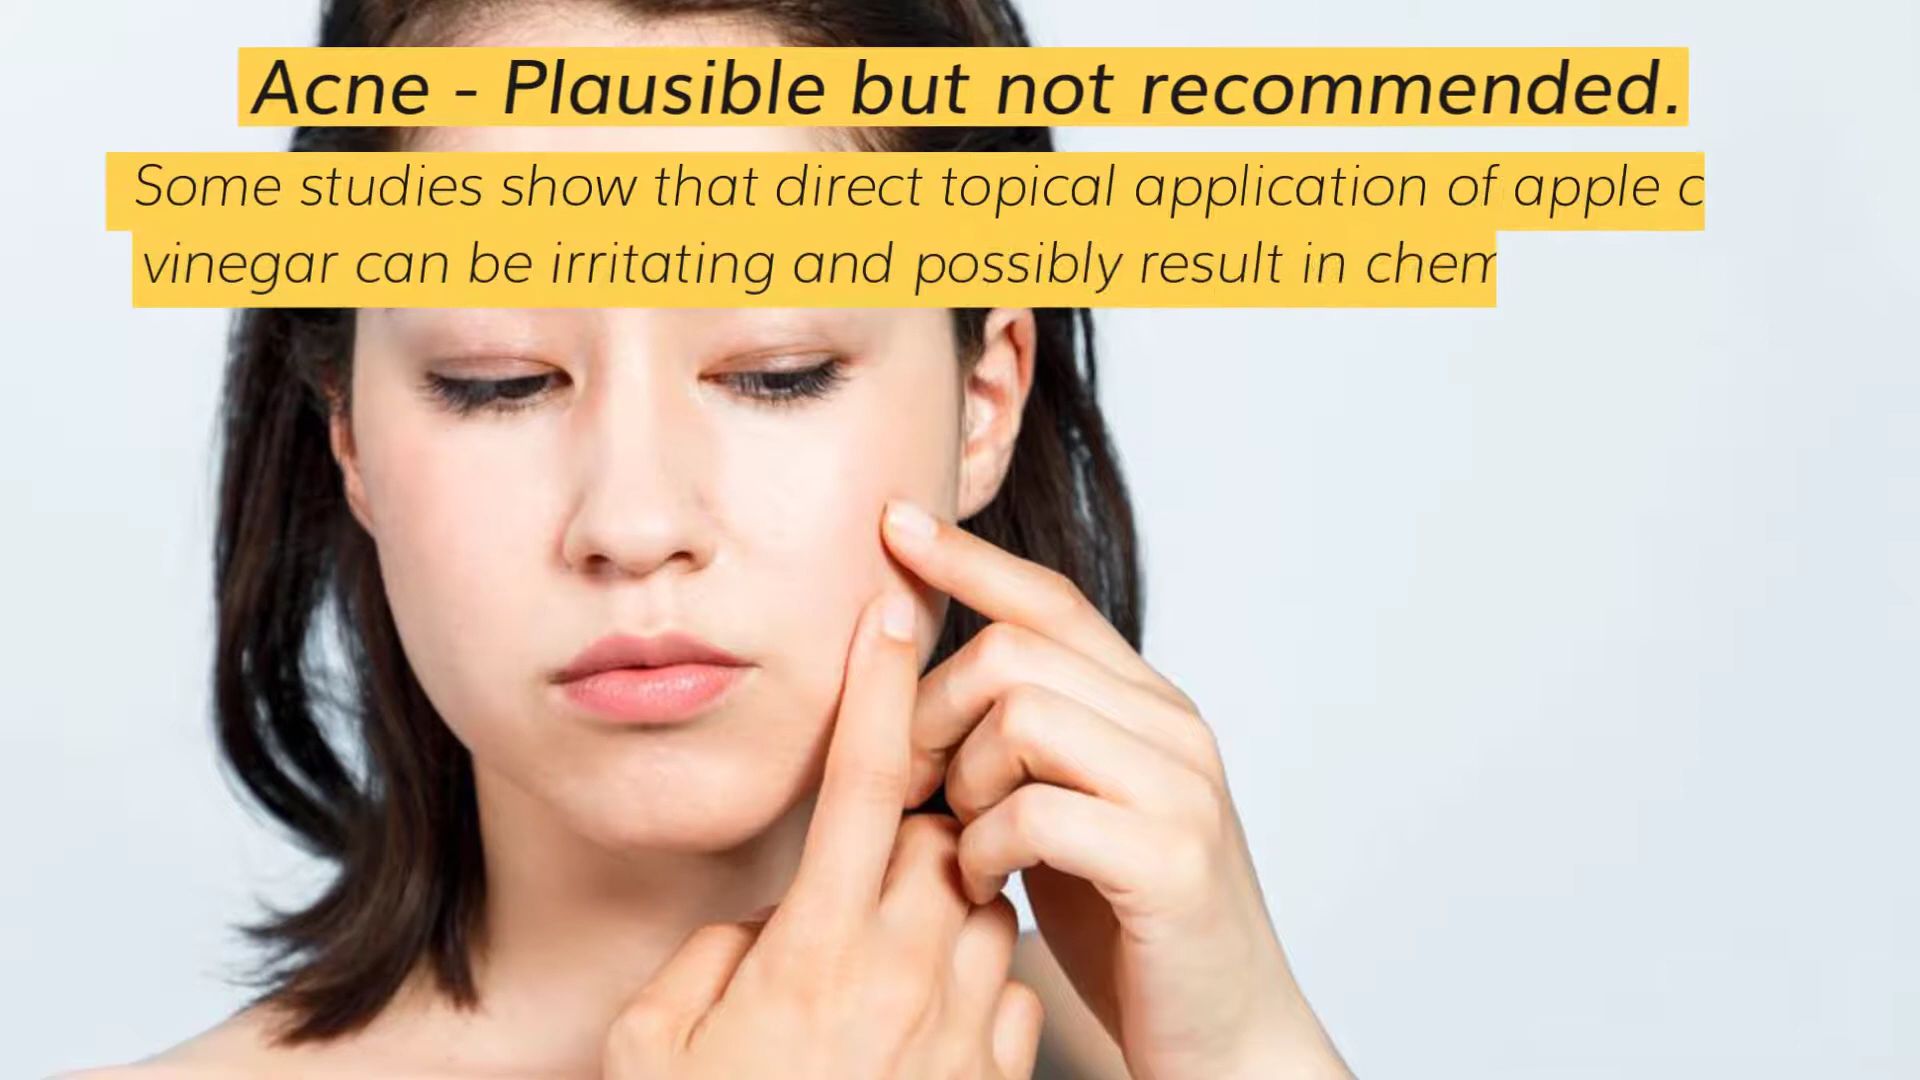 Acne - Plausible but not recommended.
Some studies show that direct topical application of apple c
vinegar can be irritating and possibly result in chem